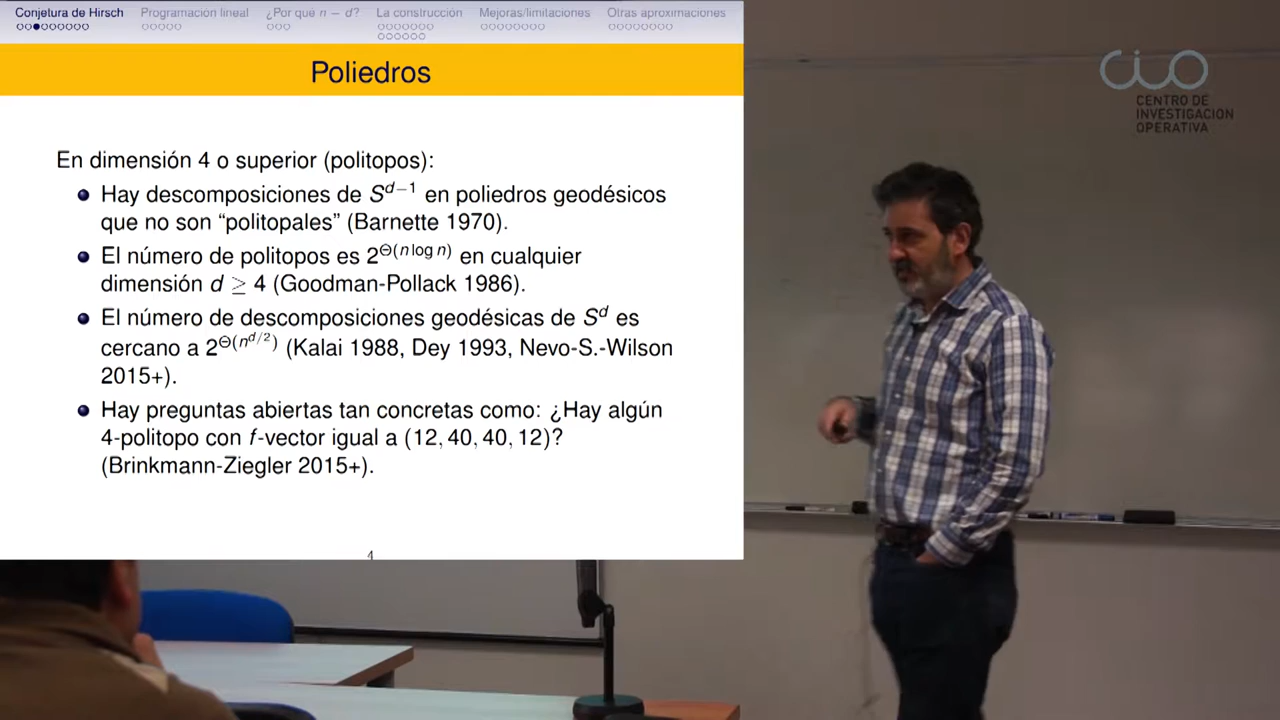 Conjetura de Hirsch Programación lineal ¿Por qué n − d? La construcción Mejoras/limitaciones Otras aproximaciones
Poliedros
En dimensión 4 o superior (politopos):
Hay descomposiciones de S^{d−1} en poliedros geodésicos
que no son “politopales” (Barnette 1970).
El número de politopos es 2^{Θ(n log n)} en cualquier
dimensión d ≥ 4 (Goodman-Pollack 1986).
El número de descomposiciones geodésicas de S^d es
cercano a 2^{Θ(n^{d/2})} (Kalai 1988, Dey 1993, Nevo-S.-Wilson
2015+).
Hay preguntas abiertas tan concretas como: ¿Hay algún
4-politopo con f-vector igual a (12, 40, 40, 12)?
(Brinkmann-Ziegler 2015+).
4
CIO
CENTRO DE
INVESTIGACION
OPERATIVA